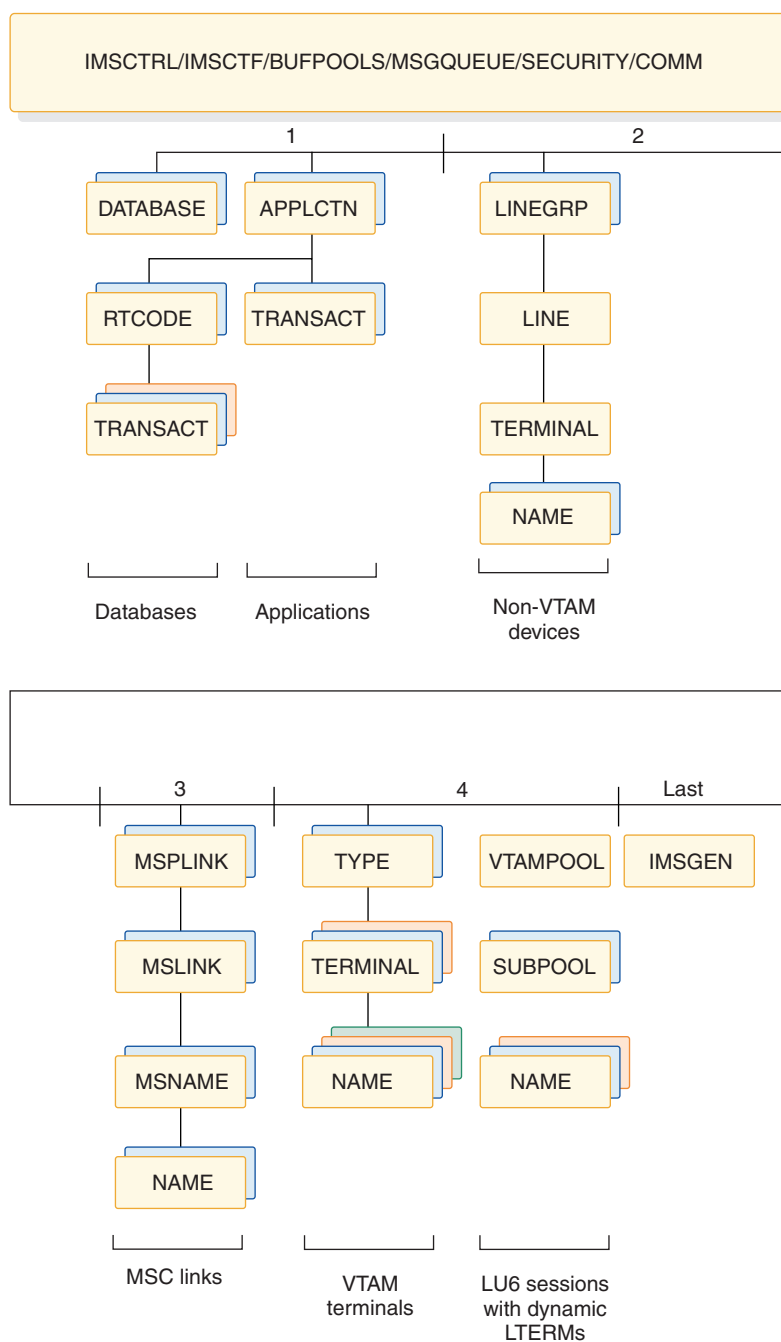 IMSCTRL/IMSCTF/BUFPOOLS/MSGQUEUE/SECURITY/COMM
1
2
DATABASE
APPLCTN
LINEGRP
RTCODE
TRANSACT
LINE
TRANSACT
TERMINAL
NAME
Databases
Applications
Non-VTAM
devices
3
4
Last
MSPLINK
TYPE
VTAMPOOL
IMSGEN
MSLINK
TERMINAL
SUBPOOL
MSNAME
NAME
NAME
NAME
MSC links
VTAM
terminals
LU6 sessions
with dynamic
LTERMs